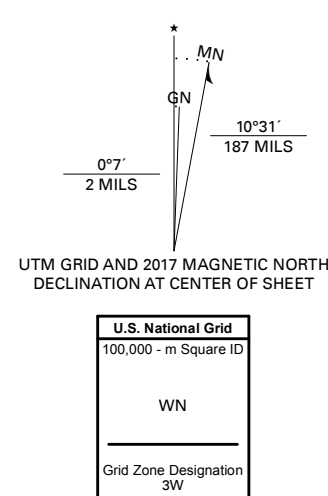 ★
MN
GN
10°31´
187 MILS
0°7´
2 MILS
UTM GRID AND 2017 MAGNETIC NORTH
DECLINATION AT CENTER OF SHEET
U.S. National Grid
100,000 - m Square ID
WN
Grid Zone Designation
3W